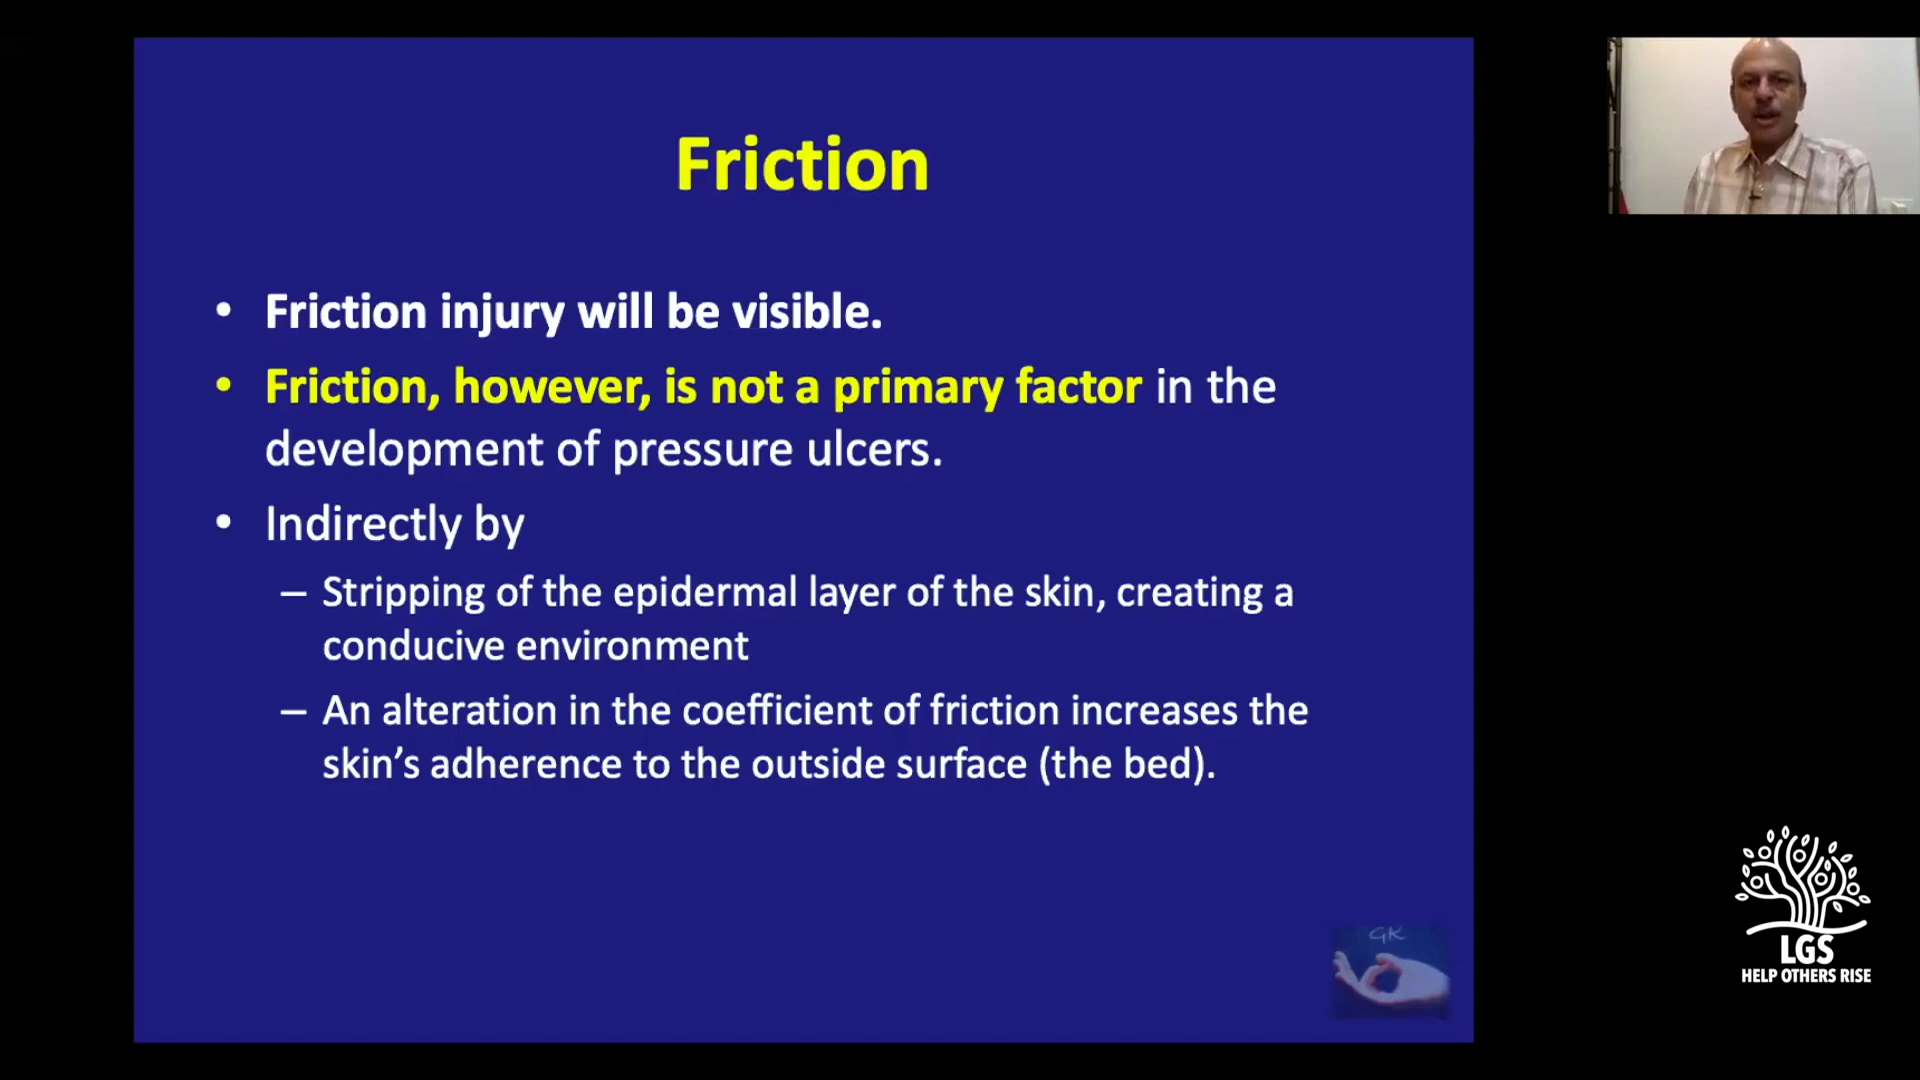 Friction
• Friction injury will be visible.
• Friction, however, is not a primary factor in the
development of pressure ulcers.
• Indirectly by
– Stripping of the epidermal layer of the skin, creating a
conducive environment
– An alteration in the coefficient of friction increases the
skin’s adherence to the outside surface (the bed).
GK
LGS
HELP OTHERS RISE